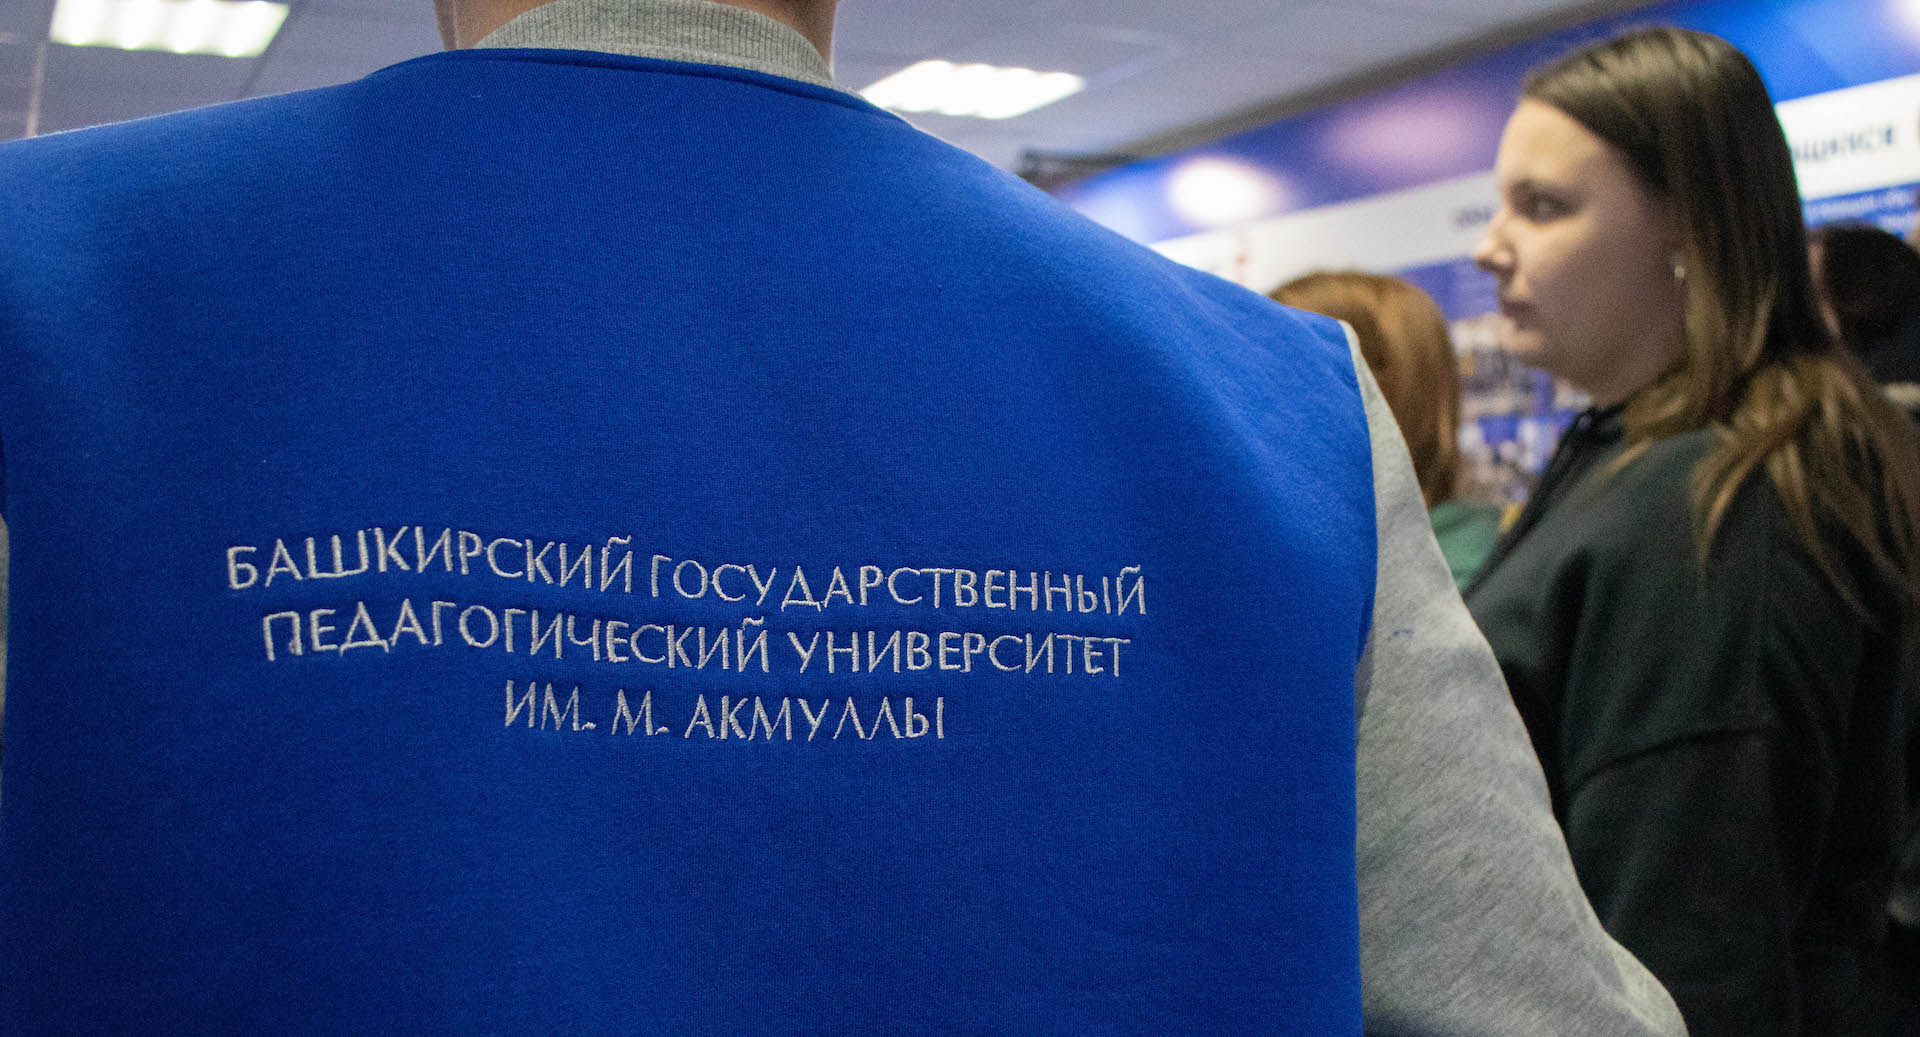 БАШКИРСКИЙ ГОСУДАРСТВЕННЫЙ
ПЕДАГОГИЧЕСКИЙ УНИВЕРСИТЕТ
ИМ. М. АКМУЛЛЫ